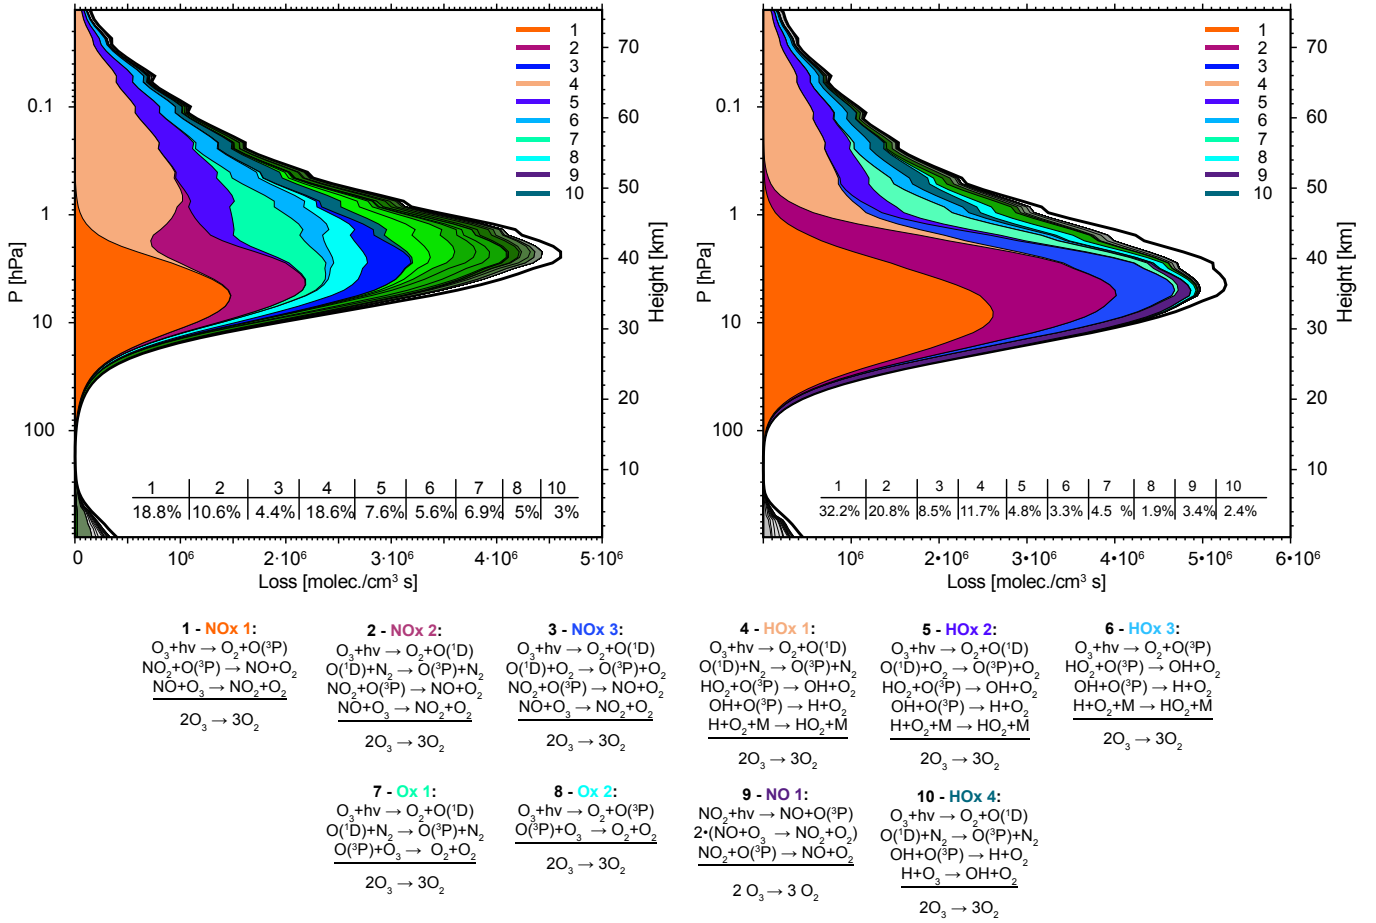 1
2
3
4
5
6
7
8
9
10
0.1
1
10
100
P [hPa]
70
60
50
40
30
20
10
Height [km]
1 2 3 4 5 6 7 8 10
18.8% 10.6% 4.4% 18.6% 7.6% 5.6% 6.9% 5% 3%
0 10⁶ 2·10⁶ 3·10⁶ 4·10⁶ 5·10⁶
Loss [molec./cm³ s]
1
2
3
4
5
6
7
8
9
10
0.1
1
10
100
P [hPa]
70
60
50
40
30
20
10
Height [km]
1 2 3 4 5 6 7 8 9 10
32.2% 20.8% 8.5% 11.7% 4.8% 3.3% 4.5 % 1.9% 3.4% 2.4%
10⁶ 2•10⁶ 3•10⁶ 4•10⁶ 5•10⁶ 6•10⁶
Loss [molec./cm³ s]
1 - NOx 1:
O₃+hv → O₂+O(³P)
NO₂+O(³P) → NO+O₂
NO+O₃ → NO₂+O₂
2O₃ → 3O₂
2 - NOx 2:
O₃+hv → O₂+O(¹D)
O(¹D)+N₂ → O(³P)+N₂
NO₂+O(³P) → NO+O₂
NO+O₃ → NO₂+O₂
2O₃ → 3O₂
3 - NOx 3:
O₃+hv → O₂+O(¹D)
O(¹D)+O₂ → O(³P)+O₂
NO₂+O(³P) → NO+O₂
NO+O₃ → NO₂+O₂
2O₃ → 3O₂
4 - HOx 1:
O₃+hv → O₂+O(¹D)
O(¹D)+N₂ → O(³P)+N₂
HO₂+O(³P) → OH+O₂
OH+O(³P) → H+O₂
H+O₂+M → HO₂+M
2O₃ → 3O₂
5 - HOx 2:
O₃+hv → O₂+O(¹D)
O(¹D)+O₂ → O(³P)+O₂
HO₂+O(³P) → OH+O₂
OH+O(³P) → H+O₂
H+O₂+M → HO₂+M
2O₃ → 3O₂
6 - HOx 3:
O₃+hv → O₂+O(³P)
HO₂+O(³P) → OH+O₂
OH+O(³P) → H+O₂
H+O₂+M → HO₂+M
2O₃ → 3O₂
7 - Ox 1:
O₃+hv → O₂+O(¹D)
O(¹D)+N₂ → O(³P)+N₂
O(³P)+O₃ → O₂+O₂
2O₃ → 3O₂
8 - Ox 2:
O₃+hv → O₂+O(³P)
O(³P)+O₃ → O₂+O₂
2O₃ → 3O₂
9 - NO 1:
NO₂+hv → NO+O(³P)
2•(NO+O₃ → NO₂+O₂)
NO₂+O(³P) → NO+O₂
2 O₃ → 3 O₂
10 - HOx 4:
O₃+hv → O₂+O(¹D)
O(¹D)+N₂ → O(³P)+N₂
OH+O(³P) → H+O₂
H+O₃ → OH+O₂
2O₃ → 3O₂